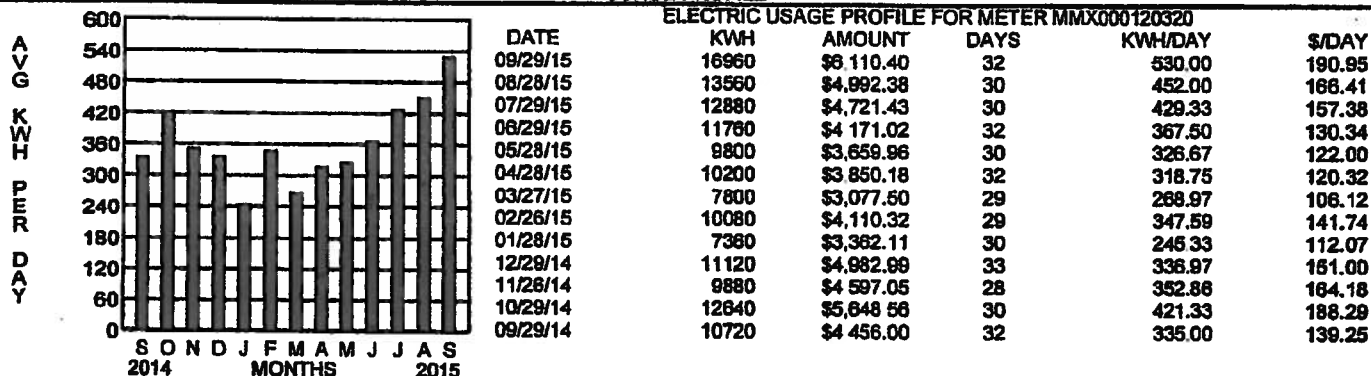 ELECTRIC USAGE PROFILE FOR METER MMX000120320
AVG KWH PER DAY
600
540
480
420
360
300
240
180
120
60
0
S O N D J F M A M J J A S
2014 MONTHS 2015
DATE KWH AMOUNT DAYS KWH/DAY $/DAY
09/29/15 16960 $6,110.40 32 530.00 190.95
08/28/15 13560 $4,992.38 30 452.00 166.41
07/29/15 12880 $4,721.43 30 429.33 157.38
06/29/15 11760 $4 171.02 32 367.50 130.34
05/28/15 9800 $3,659.96 30 326.67 122.00
04/28/15 10200 $3,850.18 32 318.75 120.32
03/27/15 7800 $3,077.50 29 268.97 106.12
02/26/15 10080 $4,110.32 29 347.59 141.74
01/28/15 7360 $3,362.11 30 245.33 112.07
12/29/14 11120 $4,982.99 33 336.97 151.00
11/26/14 9880 $4 597.05 28 352.86 164.18
10/29/14 12640 $5,648 56 30 421.33 188.29
09/29/14 10720 $4 456.00 32 335.00 139.25